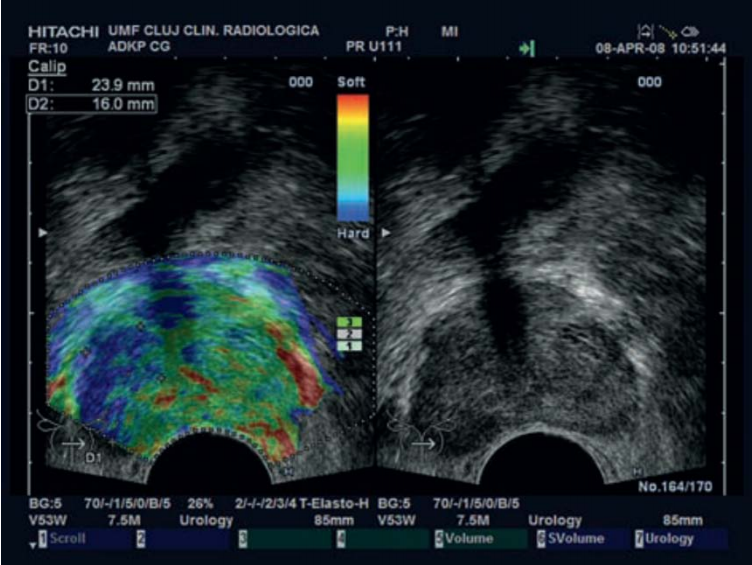 HITACHI UMF CLUJ CLIN. RADIOLOGICA P:H MI
FR:10 ADKP CG PR U111 08-APR-08 10:51:44
Calip
D1: 23.9 mm
D2: 16.0 mm
000 Soft 000
Hard
3
2
1
D1
H H
No.164/170
BG:5 70/-/1/5/0/B/5 26% 2/-/-/2/3/4 T-Elasto-H BG:5 70/-/1/5/0/B/5
V53W 7.5M Urology 85mm V53W 7.5M Urology 85mm
1 Scroll 2 3 4 5 Volume 6 SVolume 7 Urology